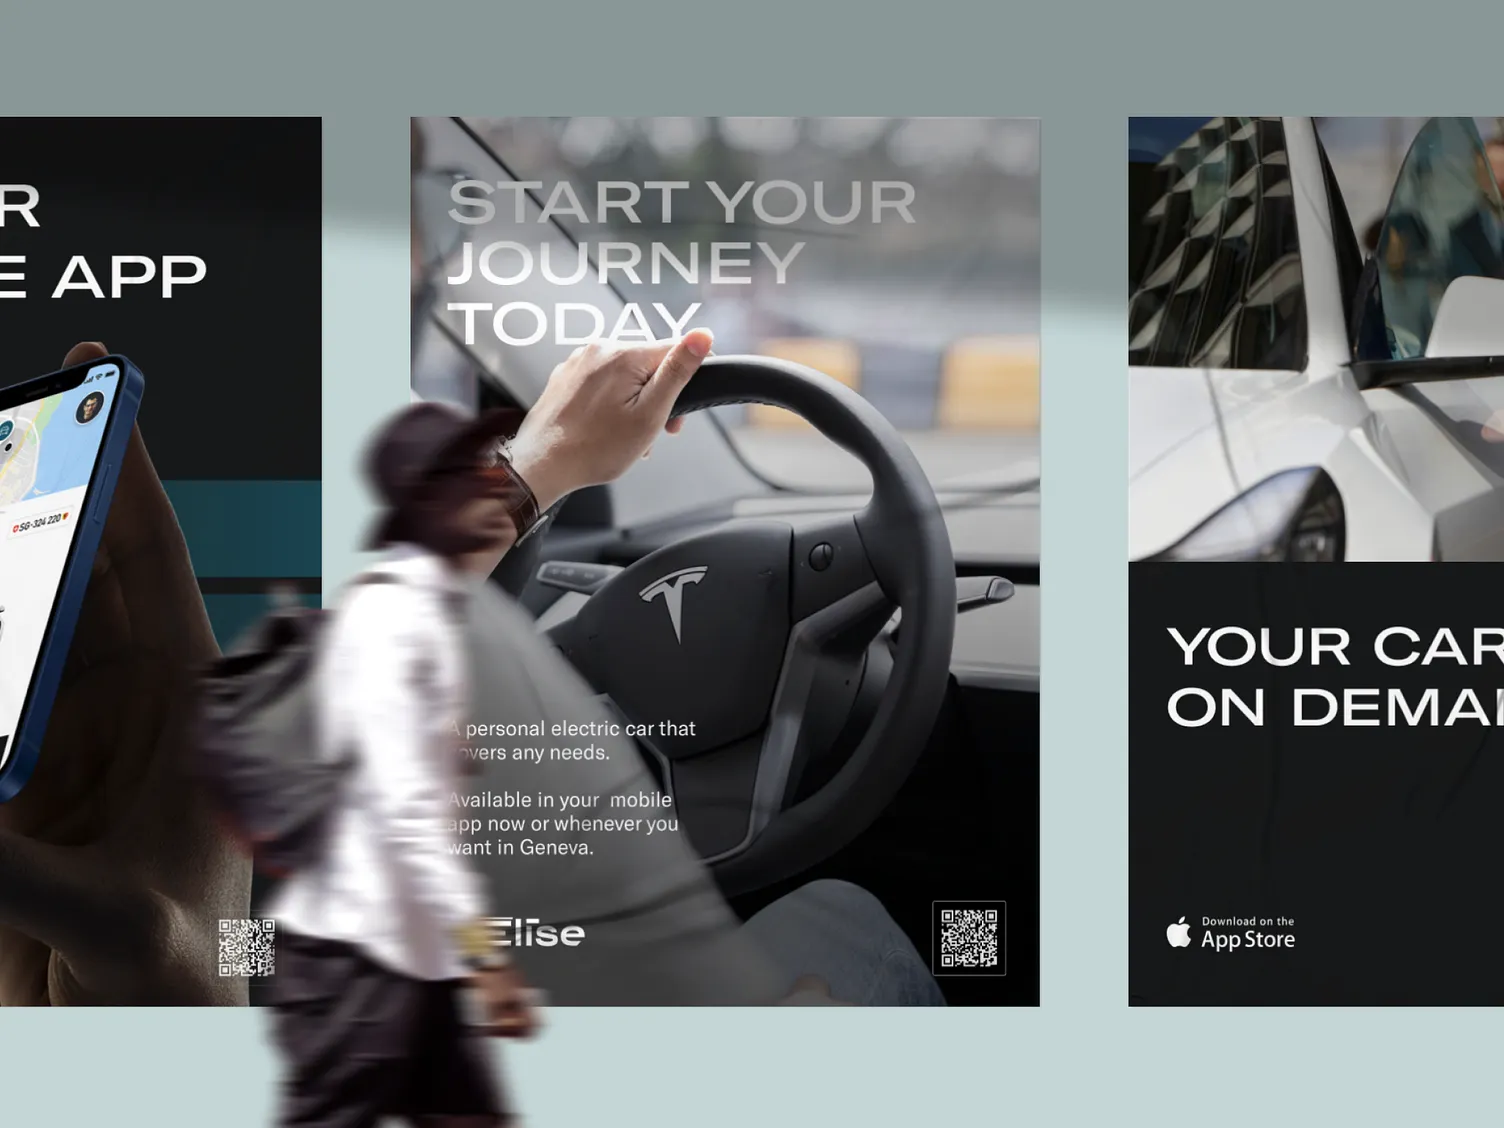 R
E APP
SG-324 220
START YOUR
JOURNEY
TODAY
A personal electric car that
covers any needs.
Available in your mobile
app now or whenever you
want in Geneva.
Elise
YOUR CAR
ON DEMAN
Download on the
App Store